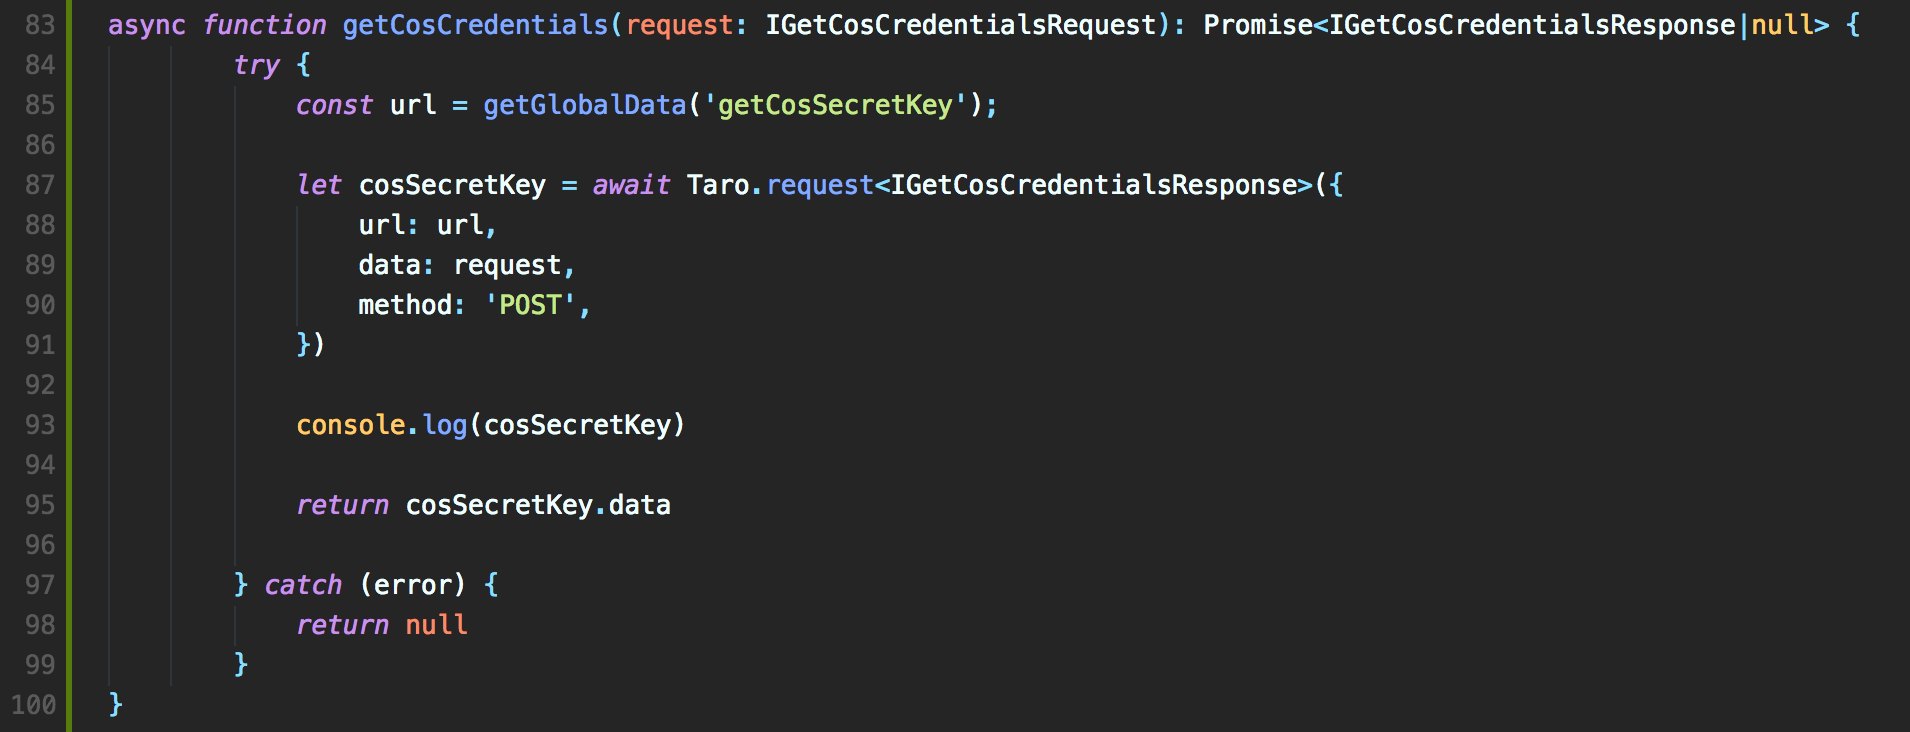 83 async function getCosCredentials(request: IGetCosCredentialsRequest): Promise<IGetCosCredentialsResponse|null> {
84 try {
85 const url = getGlobalData('getCosSecretKey');
86
87 let cosSecretKey = await Taro.request<IGetCosCredentialsResponse>({
88 url: url,
89 data: request,
90 method: 'POST',
91 })
92
93 console.log(cosSecretKey)
94
95 return cosSecretKey.data
96
97 } catch (error) {
98 return null
99 }
100 }